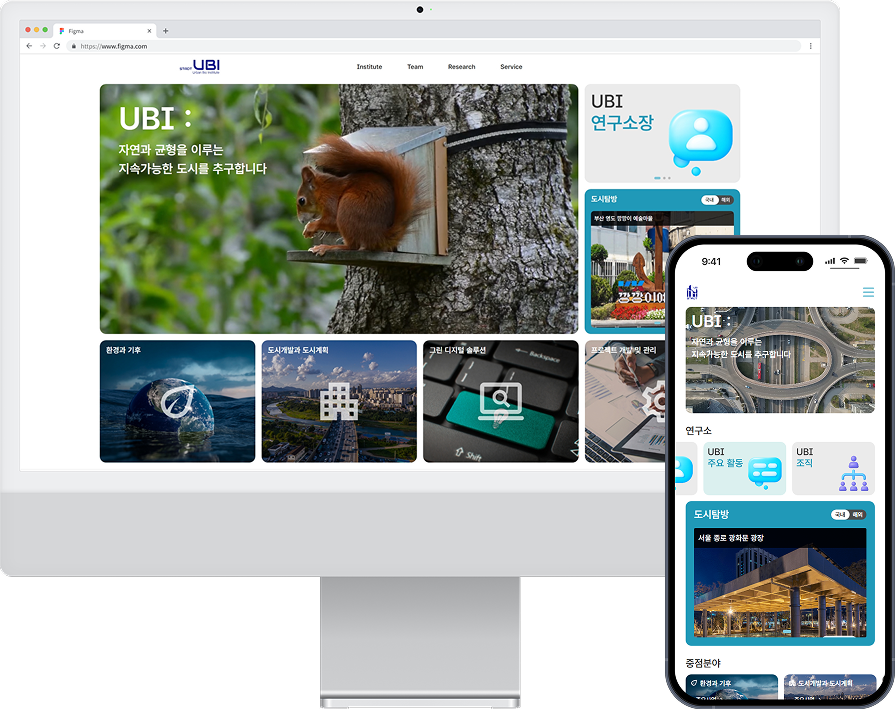 Figma
https://www.figma.com
UBI
Institute
Team
Research
Service
UBI :
자연과 균형을 이루는
지속가능한 도시를 추구합니다
UBI
연구소장
도시탐방
국내
해외
부산 영도 깡깡이 예술마을
깡깡이예
환경과 기후
도시개발과 도시계획
그린 디지털 솔루션
Backspace
Shift
프로젝트 개발 및 관리
9:41
UBI :
자연과 균형을 이루는
지속가능한 도시를 추구합니다
연구소
UBI
주요 활동
UBI
조직
도시탐방
국내
해외
서울 종로 광화문 광장
중점분야
환경과 기후
도시개발과 도시계획